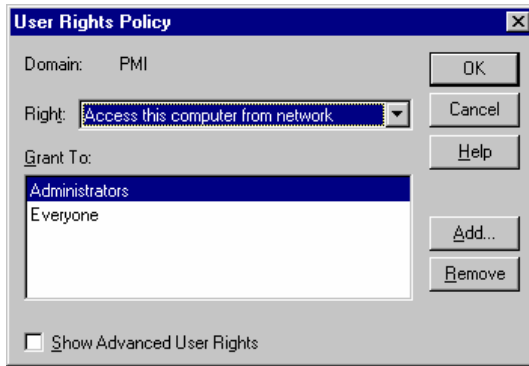 User Rights Policy
Domain: PMI
OK
Right: Access this computer from network
Cancel
Grant To:
Help
Administrators
Everyone
Add...
Remove
Show Advanced User Rights